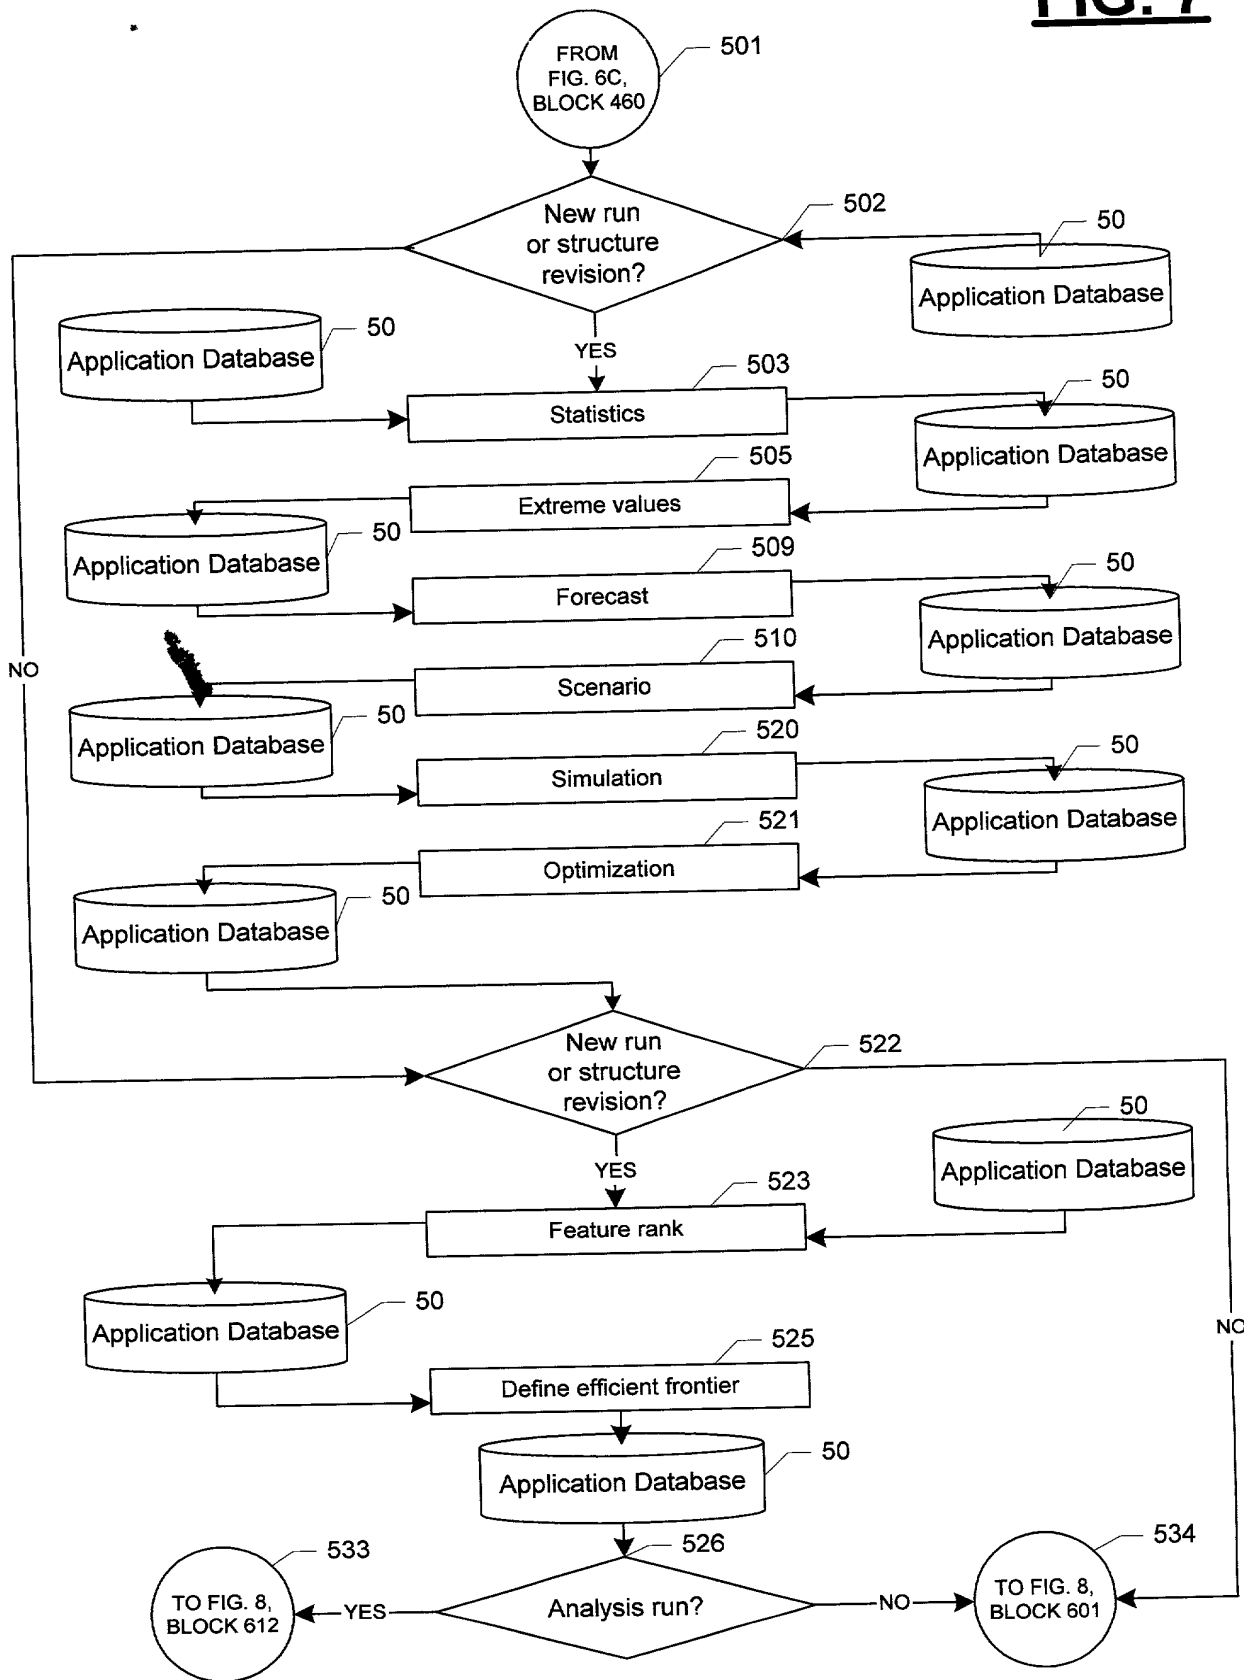 FIG. 7
FROM
FIG. 6C,
BLOCK 460
501
New run
or structure
revision?
502
50
Application Database
50
Application Database
YES
503
Statistics
50
Application Database
505
Extreme values
50
Application Database
509
Forecast
50
Application Database
NO
510
Scenario
50
Application Database
520
Simulation
50
Application Database
521
Optimization
50
Application Database
New run
or structure
revision?
522
50
Application Database
YES
523
Feature rank
50
Application Database
NO
525
Define efficient frontier
50
Application Database
526
Analysis run?
533
TO FIG. 8,
BLOCK 612
YES
NO
534
TO FIG. 8,
BLOCK 601